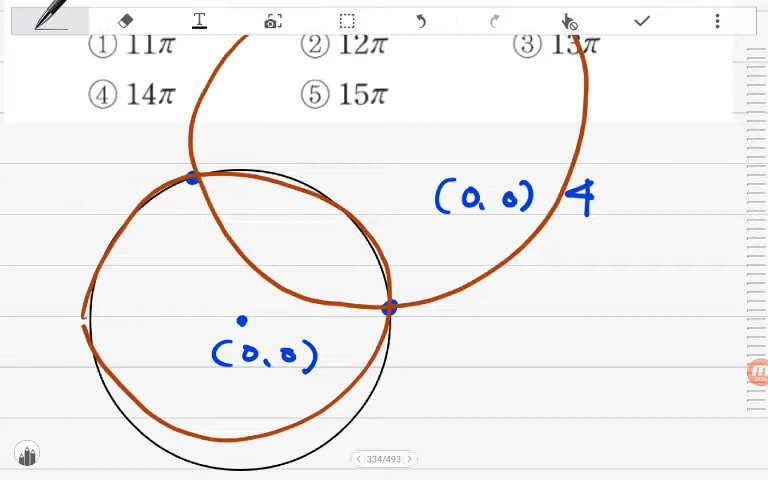 ① 11π ② 12π ③ 13π
④ 14π ⑤ 15π
(0, 0) 4
(0, 0)
334/493